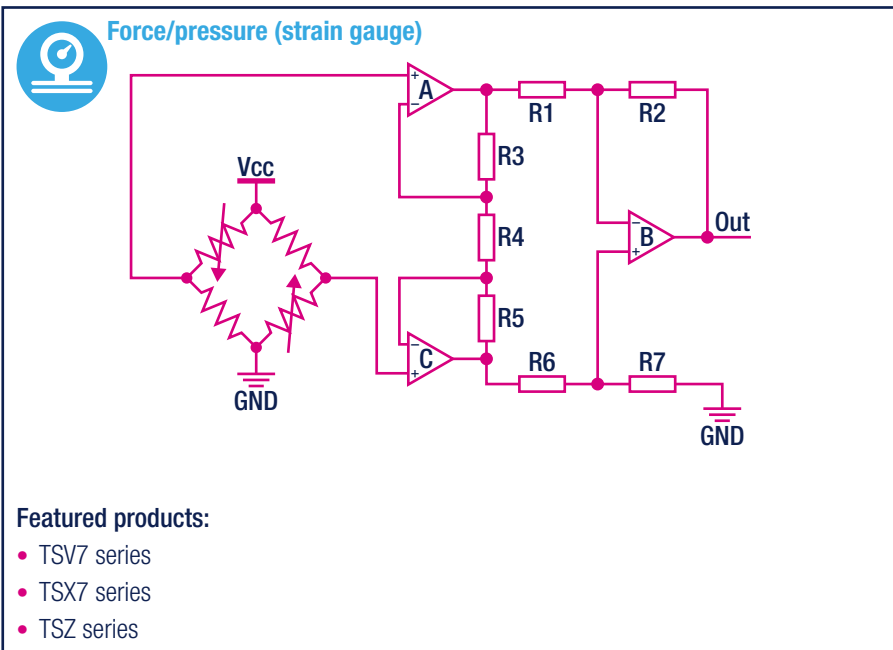 Force/pressure (strain gauge)
+
A
−
R1
R2
R3
Vcc
R4
−
B
+
Out
R5
−
C
+
R6
R7
GND
GND
Featured products:
• TSV7 series
• TSX7 series
• TSZ series